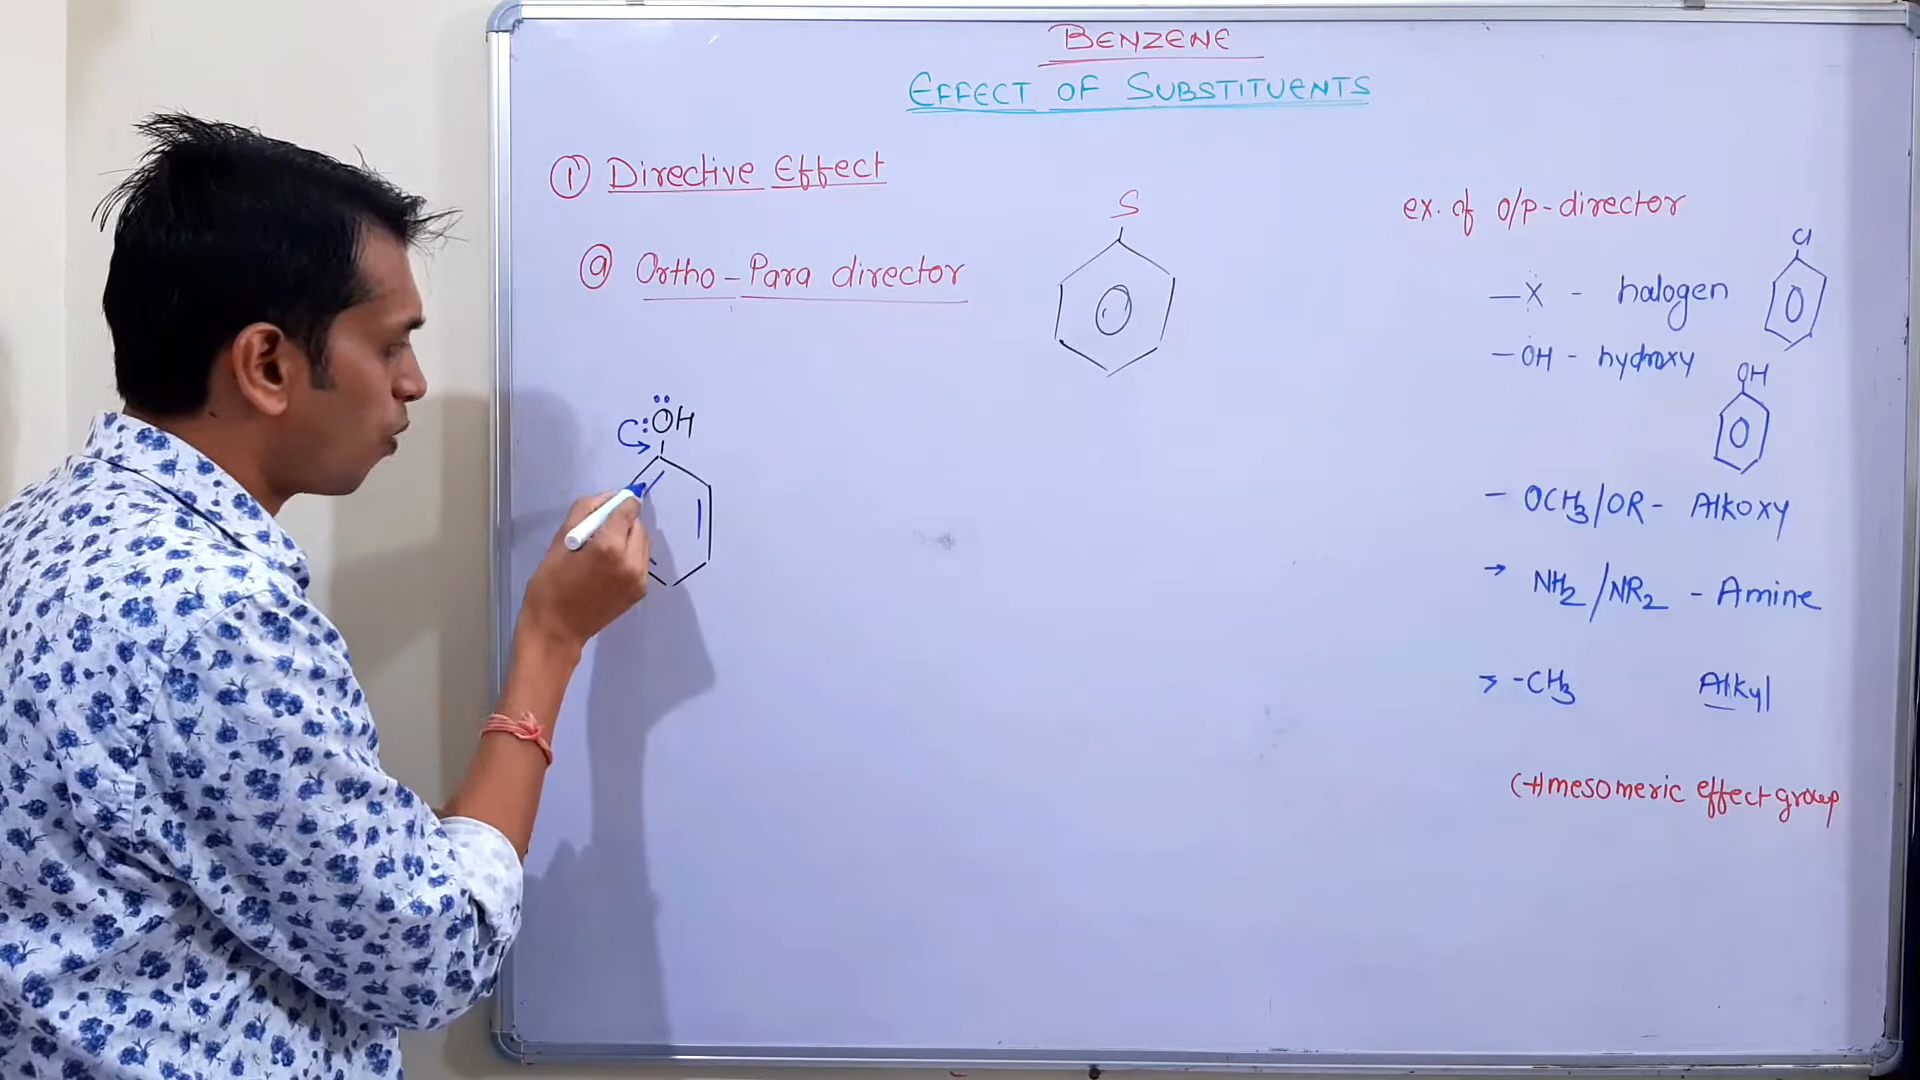 BENZENE
EFFECT OF SUBSTITUENTS
① Directive Effect
ⓐ Ortho - Para director
S
:ÖH
ex. of o/p-director
Cl
—X - halogen
—OH - hydroxy
OH
— OCH3/OR - Alkoxy
→ NH2/NR2 - Amine
> -CH3 Alkyl
(+)mesomeric effect group